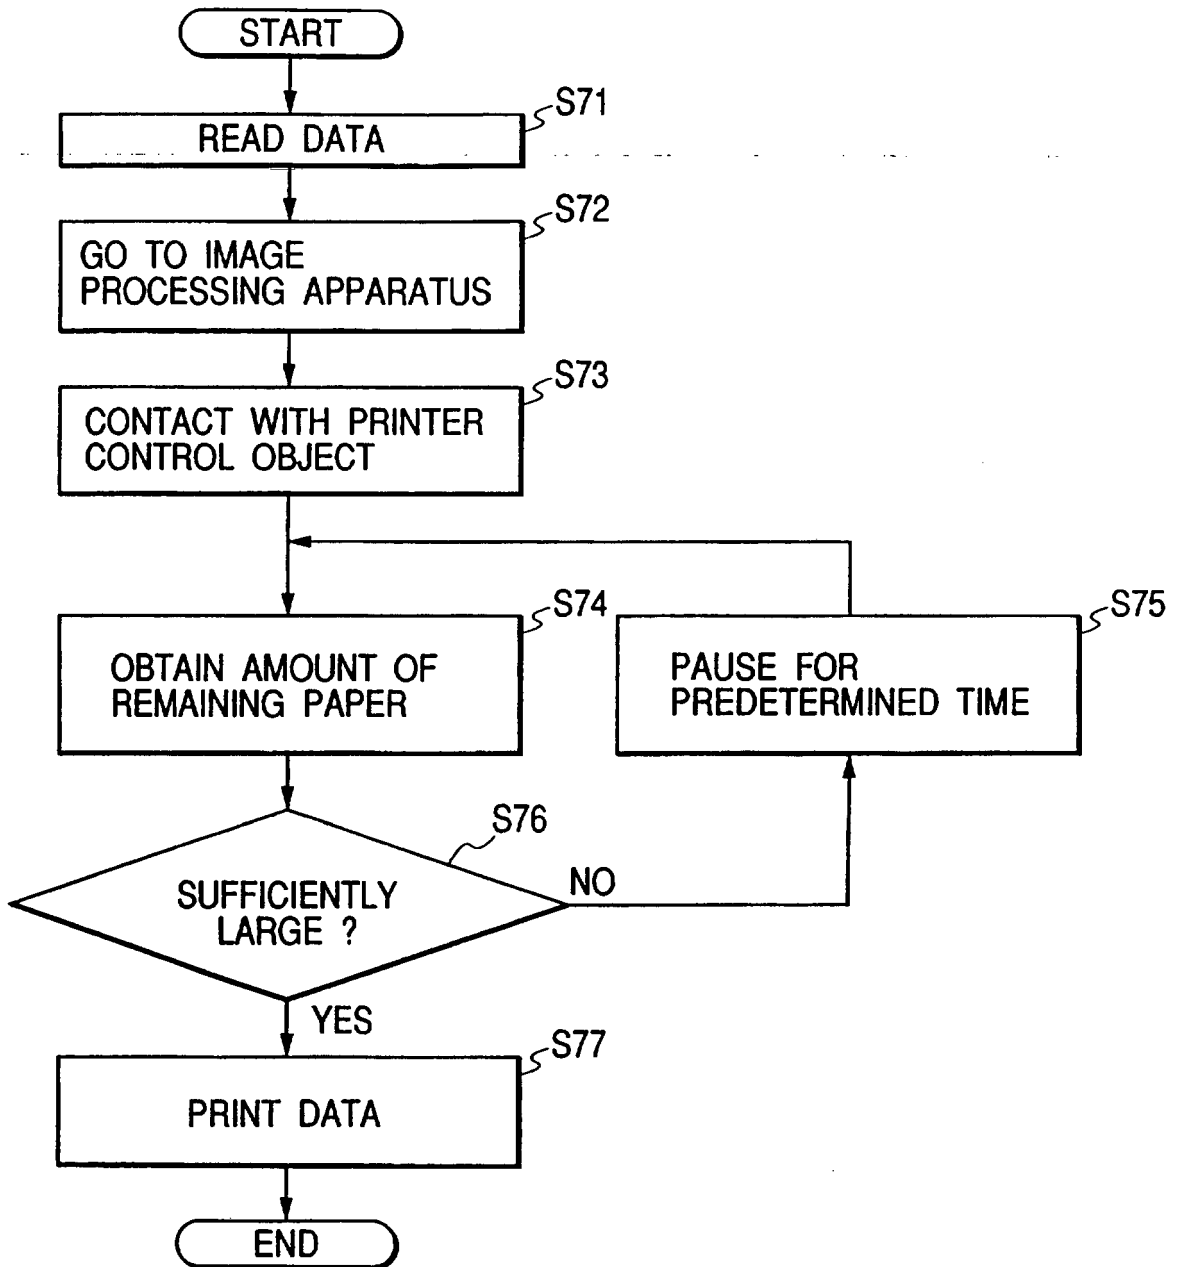 START
S71
READ DATA
S72
GO TO IMAGE
PROCESSING APPARATUS
S73
CONTACT WITH PRINTER
CONTROL OBJECT
S74
OBTAIN AMOUNT OF
REMAINING PAPER
S75
PAUSE FOR
PREDETERMINED TIME
S76
SUFFICIENTLY
LARGE ?
NO
YES
S77
PRINT DATA
END